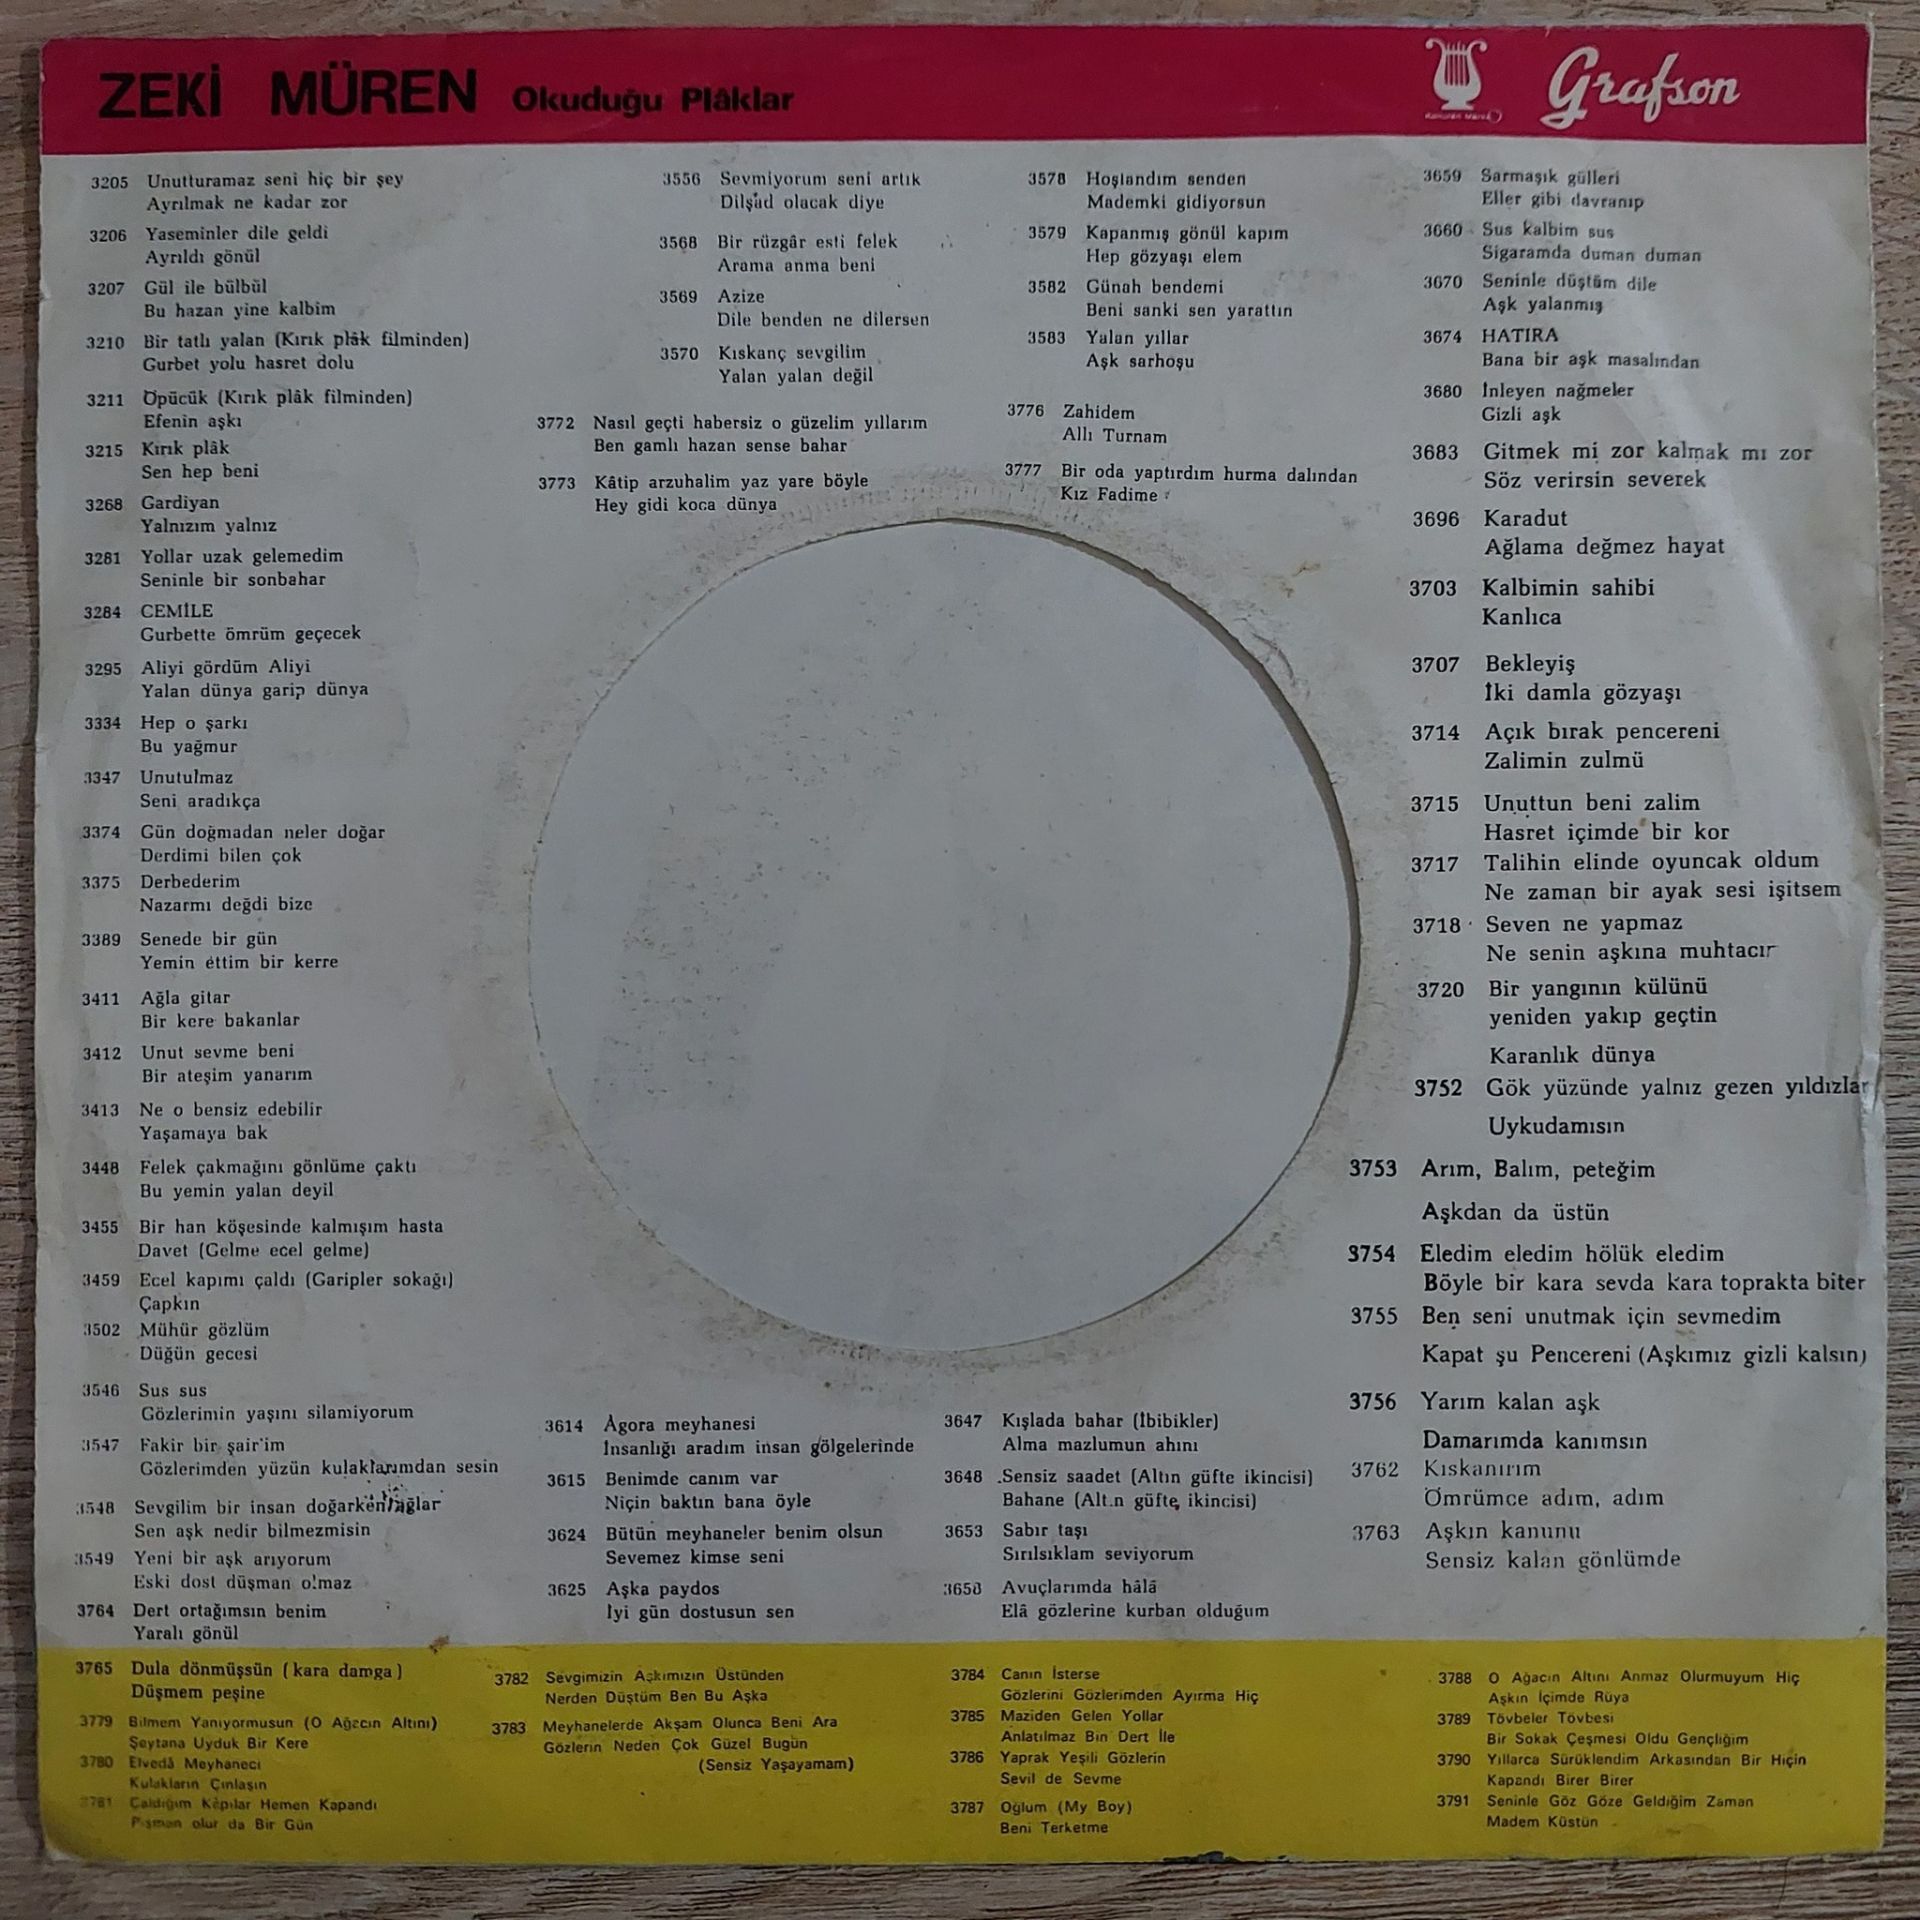 ZEKİ MÜREN Okuduğu Plâklar
Grafson
3205 Unutturamaz seni hiç bir şey
Ayrılmak ne kadar zor
3206 Yaseminler dile geldi
Ayrıldı gönül
3207 Gül ile bülbül
Bu hazan yine kalbim
3210 Bir tatlı yalan (Kırık plâk filminden)
Gurbet yolu hasret dolu
3211 Öpücük (Kırık plâk filminden)
Efenin aşkı
3215 Kırık plâk
Sen hep beni
3268 Gardiyan
Yalnızım yalnız
3281 Yollar uzak gelemedim
Seninle bir sonbahar
3284 CEMİLE
Gurbette ömrüm geçecek
3295 Aliyi gördüm Aliyi
Yalan dünya garip dünya
3334 Hep o şarkı
Bu yağmur
3347 Unutulmaz
Seni aradıkça
3374 Gün doğmadan neler doğar
Derdimi bilen çok
3375 Derbederim
Nazarmı değdi bize
3389 Senede bir gün
Yemin ettim bir kerre
3411 Ağla gitar
Bir kere bakanlar
3412 Unut sevme beni
Bir ateşim yanarım
3413 Ne o bensiz edebilir
Yaşamaya bak
3448 Felek çakmağını gönlüme çaktı
Bu yemin yalan deyil
3455 Bir han köşesinde kalmışım hasta
Davet (Gelme ecel gelme)
3459 Ecel kapımı çaldı (Garipler sokağı)
Çapkın
3502 Mühür gözlüm
Düğün gecesi
3546 Sus sus
Gözlerimin yaşını silamiyorum
3547 Fakir bir şair'im
Gözlerimden yüzün kulaklarımdan sesin
3548 Sevgilim bir insan doğarken ağlar
Sen aşk nedir bilmezmisin
3549 Yeni bir aşk arıyorum
Eski dost düşman olmaz
3764 Dert ortağımsın benim
Yaralı gönül
3556 Sevmiyorum seni artık
Dilşad olacak diye
3568 Bir rüzgâr esti felek
Arama anma beni
3569 Azize
Dile benden ne dilersen
3570 Kıskanç sevgilim
Yalan yalan değil
3772 Nasıl geçti habersiz o güzelim yıllarım
Ben gamlı hazan sense bahar
3773 Kâtip arzuhalim yaz yare böyle
Hey gidi koca dünya
3578 Hoşlandım senden
Mademki gidiyorsun
3579 Kapanmış gönül kapım
Hep gözyaşı elem
3582 Günah bendemi
Beni sanki sen yarattın
3583 Yalan yıllar
Aşk sarhoşu
3776 Zahidem
Allı Turnam
3777 Bir oda yaptırdım hurma dalından
Kız Fadime
3614 Agora meyhanesi
İnsanlığı aradım insan gölgelerinde
3615 Benimde canım var
Niçin baktın bana öyle
3624 Bütün meyhaneler benim olsun
Sevemez kimse seni
3625 Aşka paydos
İyi gün dostusun sen
3647 Kışlada bahar (İbibikler)
Alma mazlumun ahını
3648 Sensiz saadet (Altın güfte ikincisi)
Bahane (Altın güfte ikincisi)
3653 Sabır taşı
Sırılsıklam seviyorum
3658 Avuçlarımda hâlâ
Elâ gözlerine kurban olduğum
3659 Sarmaşık gülleri
Eller gibi davranıp
3660 Sus kalbim sus
Sigaramda duman duman
3670 Seninle düştüm dile
Aşk yalanmış
3674 HATIRA
Bana bir aşk masalından
3680 İnleyen nağmeler
Gizli aşk
3683 Gitmek mi zor kalmak mı zor
Söz verirsin severek
3696 Karadut
Ağlama değmez hayat
3703 Kalbimin sahibi
Kanlıca
3707 Bekleyiş
İki damla gözyaşı
3714 Açık bırak pencereni
Zalimin zulmü
3715 Unuttun beni zalim
Hasret içimde bir kor
3717 Talihin elinde oyuncak oldum
Ne zaman bir ayak sesi işitsem
3718 Seven ne yapmaz
Ne senin aşkına muhtacır
3720 Bir yangının külünü
yeniden yakıp geçtin
Karanlık dünya
3752 Gök yüzünde yalnız gezen yıldızlar
Uykudamısın
3753 Arım, Balım, peteğim
Aşkdan da üstün
3754 Eledim eledim hölük eledim
Böyle bir kara sevda kara toprakta biter
3755 Ben seni unutmak için sevmedim
Kapat şu Pencereni (Aşkımız gizli kalsın)
3756 Yarım kalan aşk
Damarımda kanımsın
3762 Kıskanırım
Ömrümce adım, adım
3763 Aşkın kanunu
Sensiz kalan gönlümde
3765 Dula dönmüşsün (kara damga)
Düşmem peşine
3779 Bilmem Yanıyormusun (O Ağacın Altını)
Şeytana Uyduk Bir Kere
3780 Elvedâ Meyhaneci
Kulakların Çınlaşın
3781 Çaldığım Kapılar Hemen Kapandı
Pişman olur da Bir Gün
3782 Sevgimizin Aşkımızın Üstünden
Nerden Düştüm Ben Bu Aşka
3783 Meyhanelerde Akşam Olunca Beni Ara
Gözlerin Neden Çok Güzel Bugün
(Sensiz Yaşayamam)
3784 Canın İsterse
Gözlerini Gözlerimden Ayırma Hiç
3785 Maziden Gelen Yollar
Anlatılmaz Bin Dert İle
3786 Yaprak Yeşili Gözlerin
Sevil de Sevme
3787 Oğlum (My Boy)
Beni Terketme
3788 O Ağacın Altını Anmaz Olurmuyum Hiç
Aşkın İçimde Rüya
3789 Tövbeler Tövbesi
Bir Sokak Çeşmesi Oldu Gençliğim
3790 Yıllarca Sürüklendim Arkasından Bir Hiçin
Kapandı Birer Birer
3791 Seninle Göz Göze Geldiğim Zaman
Madem Küstün